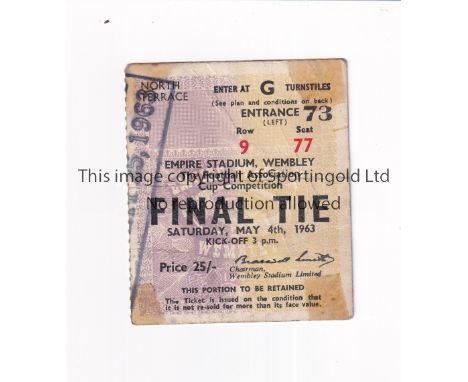 NORTH TERRACE
ENTER AT G TURNSTILES
(See plan and conditions on back)
ENTRANCE 73
(LEFT)
Row Seat
9 77
EMPIRE STADIUM, WEMBLEY
This image copyright of Sportingold Ltd
The Football Association
Cup Competition
No reproduction allowed
FINAL TIE
SATURDAY, MAY 4th, 1963
KICK-OFF 3 p.m.
Price 25/-
Chairman,
Wembley Stadium Limited
THIS PORTION TO BE RETAINED
This Ticket is issued on the condition that
it is not re-sold for more than its face value.